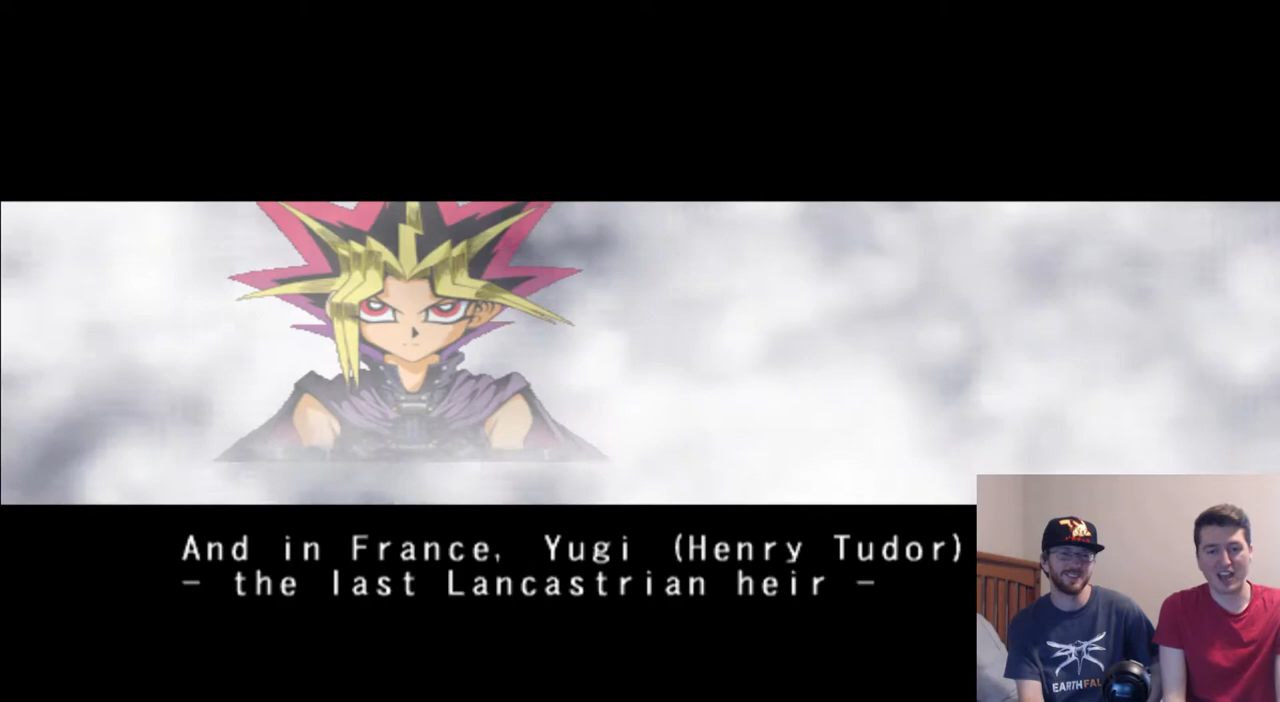 And in France, Yugi (Henry Tudor)
- the last Lancastrian heir -
EARTHFAL